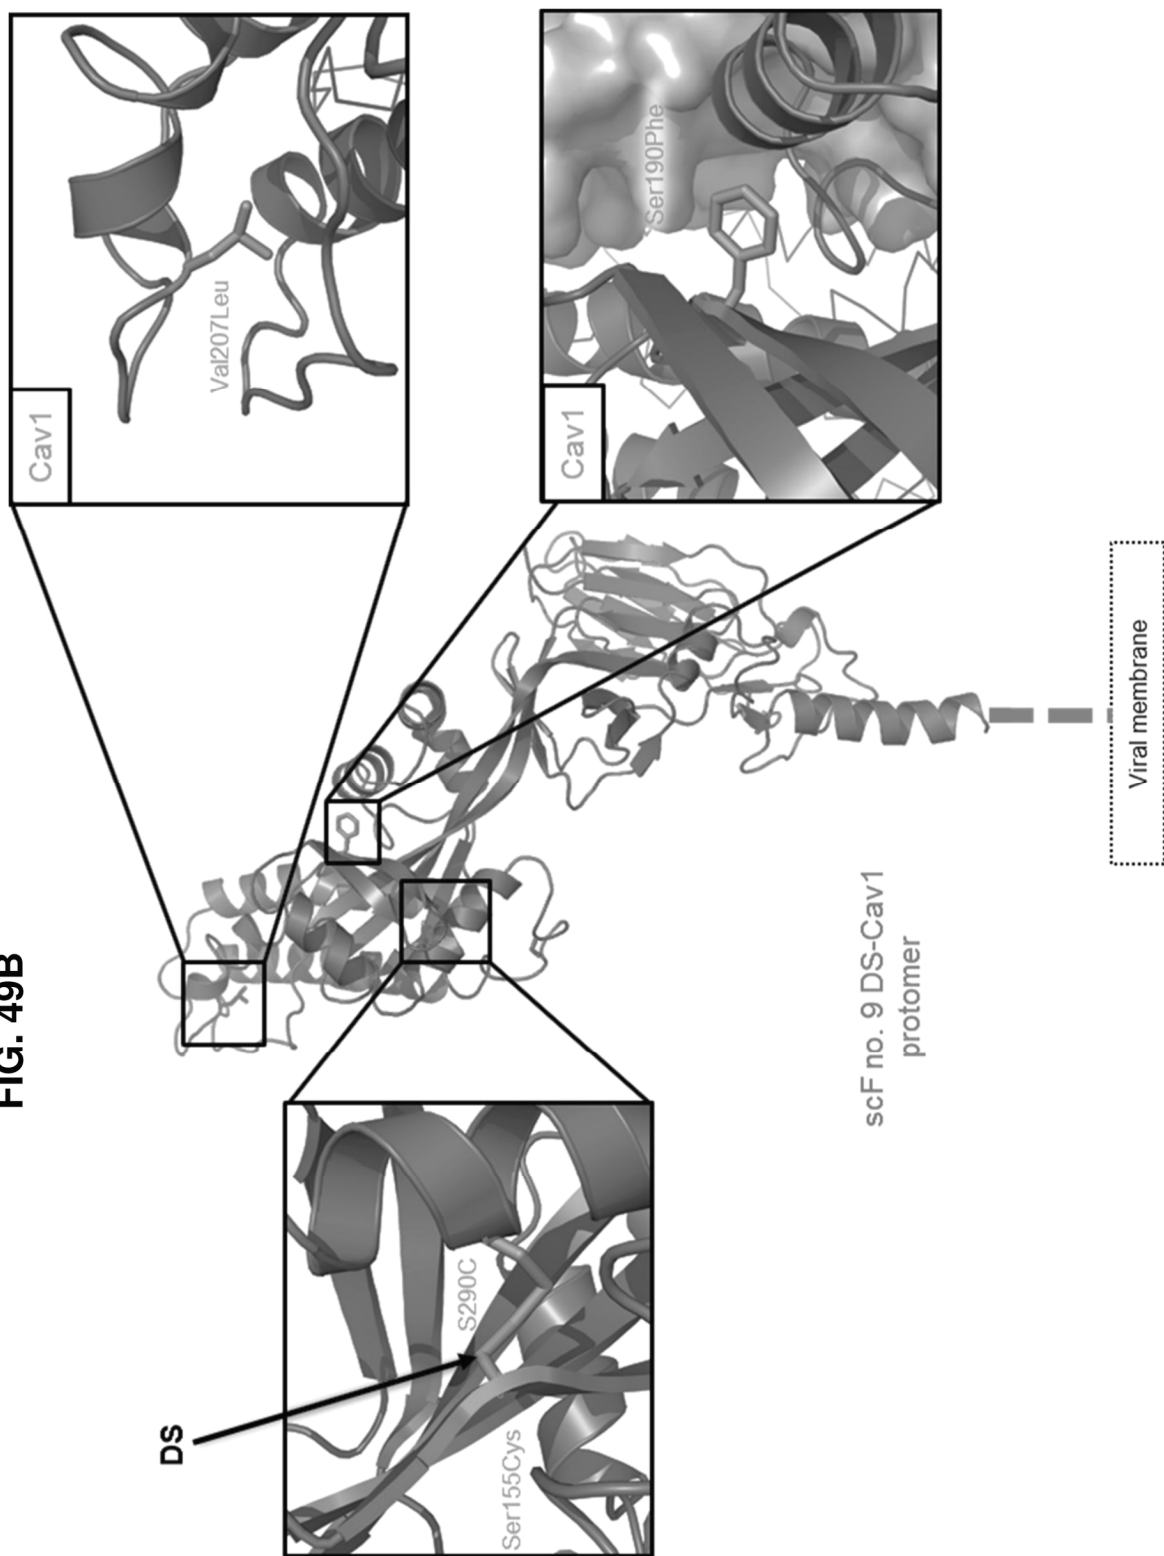 FIG. 49B
Cav1
Val207Leu
Cav1
Ser190Phe
DS
S290C
Ser155Cys
scF no. 9 DS-Cav1
protomer
Viral membrane